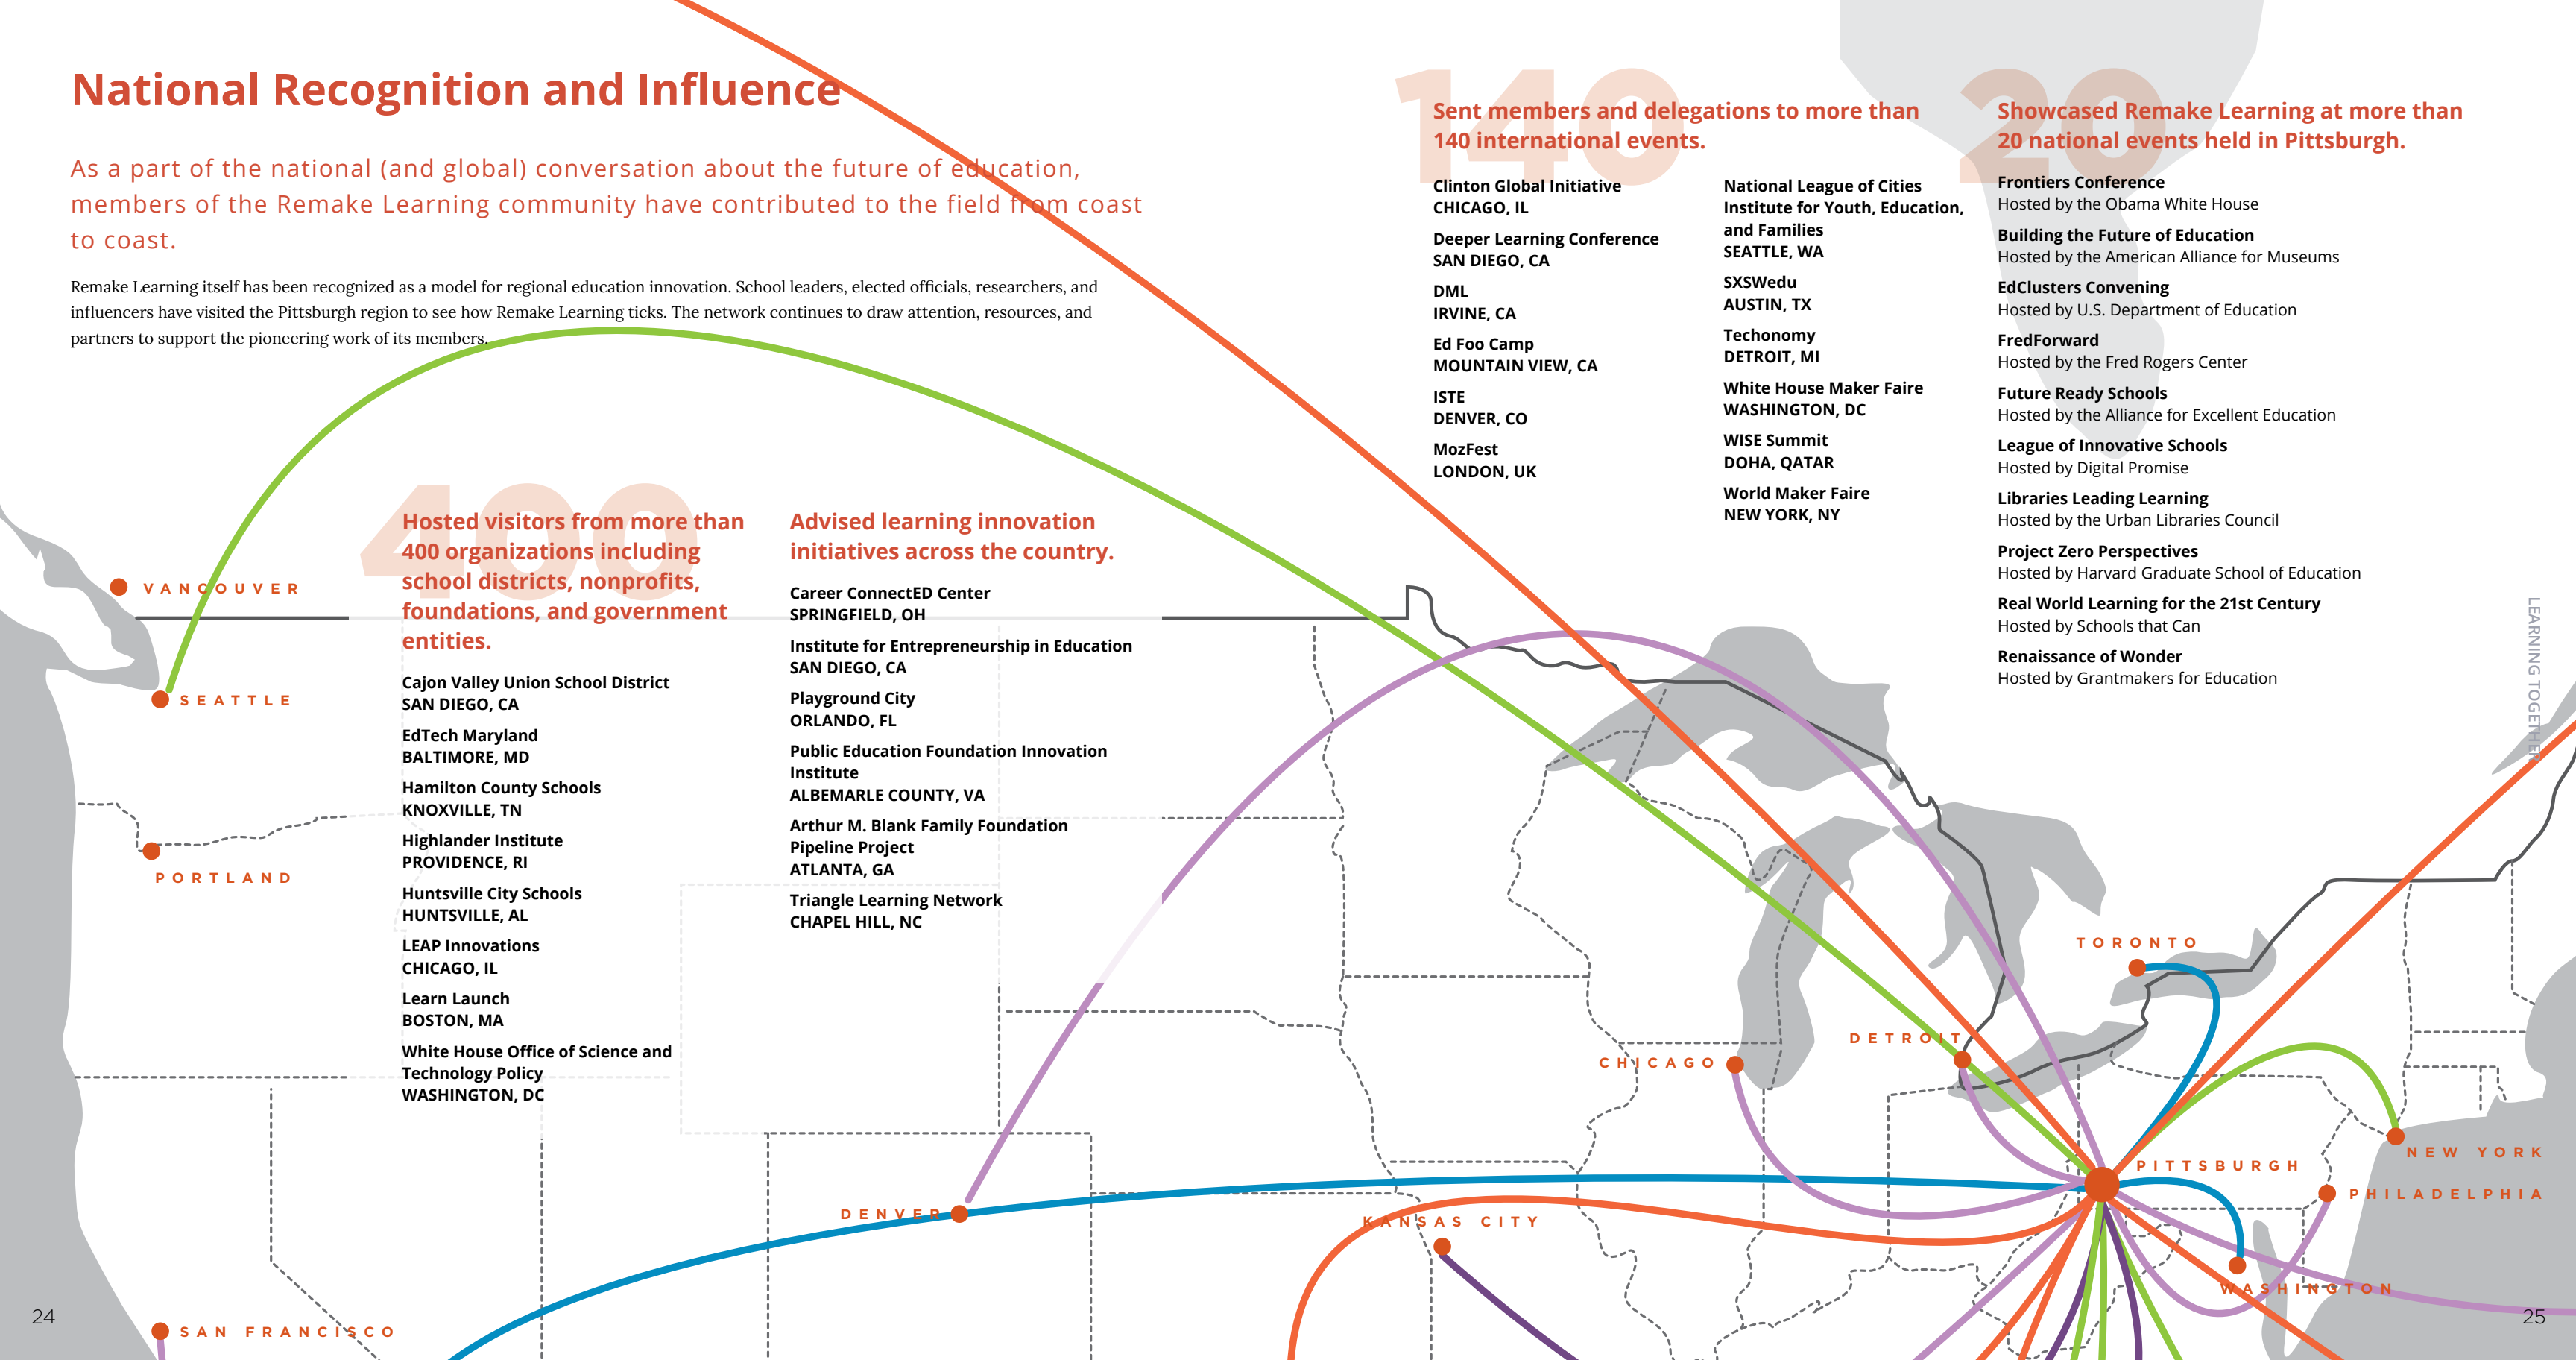 National Recognition and Influence
As a part of the national (and global) conversation about the future of education,
members of the Remake Learning community have contributed to the field from coast
to coast.
Remake Learning itself has been recognized as a model for regional education innovation. School leaders, elected officials, researchers, and
influencers have visited the Pittsburgh region to see how Remake Learning ticks. The network continues to draw attention, resources, and
partners to support the pioneering work of its members.
400
Hosted visitors from more than
400 organizations including
school districts, nonprofits,
foundations, and government
entities.
Cajon Valley Union School District
SAN DIEGO, CA
EdTech Maryland
BALTIMORE, MD
Hamilton County Schools
KNOXVILLE, TN
Highlander Institute
PROVIDENCE, RI
Huntsville City Schools
HUNTSVILLE, AL
LEAP Innovations
CHICAGO, IL
Learn Launch
BOSTON, MA
White House Office of Science and
Technology Policy
WASHINGTON, DC
Advised learning innovation
initiatives across the country.
Career ConnectED Center
SPRINGFIELD, OH
Institute for Entrepreneurship in Education
SAN DIEGO, CA
Playground City
ORLANDO, FL
Public Education Foundation Innovation
Institute
ALBEMARLE COUNTY, VA
Arthur M. Blank Family Foundation
Pipeline Project
ATLANTA, GA
Triangle Learning Network
CHAPEL HILL, NC
140
Sent members and delegations to more than
140 international events.
Clinton Global Initiative
CHICAGO, IL
Deeper Learning Conference
SAN DIEGO, CA
DML
IRVINE, CA
Ed Foo Camp
MOUNTAIN VIEW, CA
ISTE
DENVER, CO
MozFest
LONDON, UK
National League of Cities
Institute for Youth, Education,
and Families
SEATTLE, WA
SXSWedu
AUSTIN, TX
Techonomy
DETROIT, MI
White House Maker Faire
WASHINGTON, DC
WISE Summit
DOHA, QATAR
World Maker Faire
NEW YORK, NY
20
Showcased Remake Learning at more than
20 national events held in Pittsburgh.
Frontiers Conference
Hosted by the Obama White House
Building the Future of Education
Hosted by the American Alliance for Museums
EdClusters Convening
Hosted by U.S. Department of Education
FredForward
Hosted by the Fred Rogers Center
Future Ready Schools
Hosted by the Alliance for Excellent Education
League of Innovative Schools
Hosted by Digital Promise
Libraries Leading Learning
Hosted by the Urban Libraries Council
Project Zero Perspectives
Hosted by Harvard Graduate School of Education
Real World Learning for the 21st Century
Hosted by Schools that Can
Renaissance of Wonder
Hosted by Grantmakers for Education
LEARNING TOGETHER
VANCOUVER
SEATTLE
PORTLAND
SAN FRANCISCO
DENVER
KANSAS CITY
CHICAGO
DETROIT
TORONTO
PITTSBURGH
NEW YORK
PHILADELPHIA
WASHINGTON
24
25